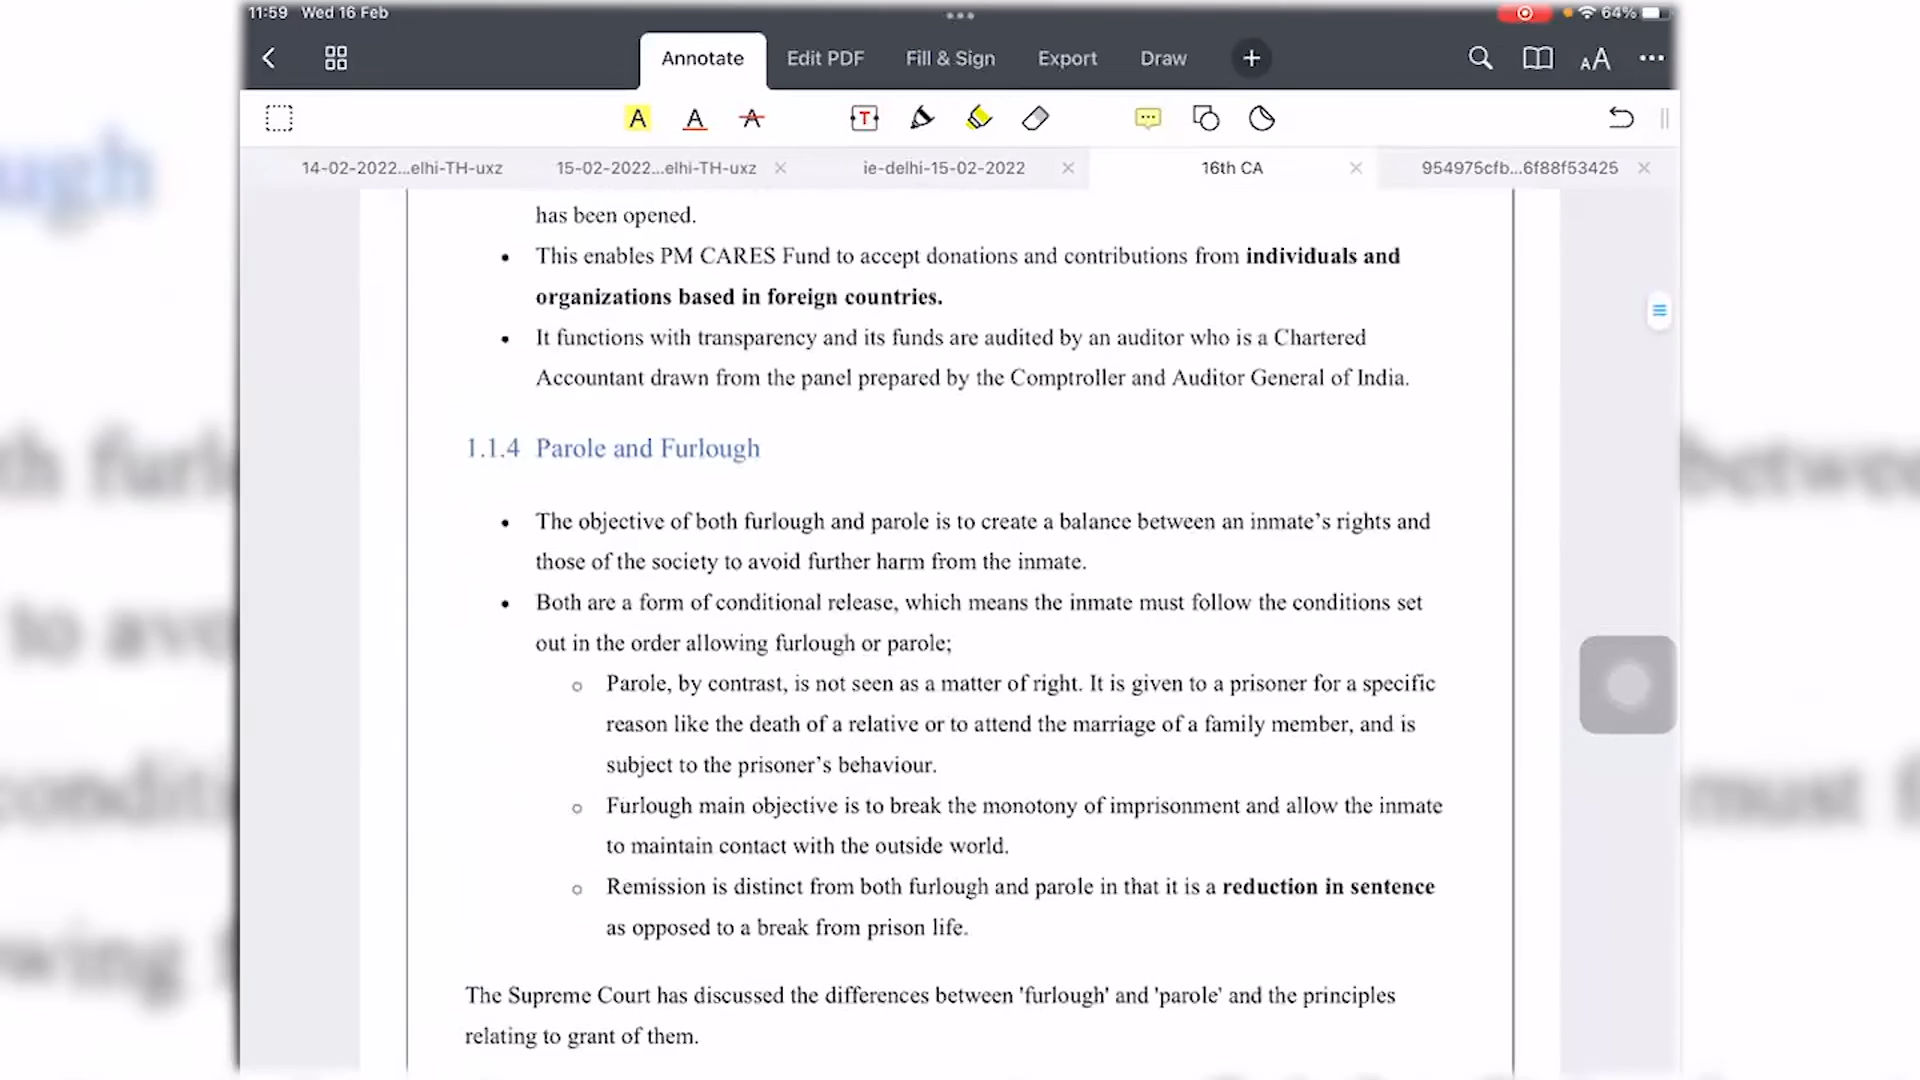 11:59 Wed 16 Feb
64%
Annotate Edit PDF Fill & Sign Export Draw +
AA
A A A T
14-02-2022...elhi-TH-uxz 15-02-2022...elhi-TH-uxz ie-delhi-15-02-2022 16th CA 954975cfb...6f88f53425
has been opened.
• This enables PM CARES Fund to accept donations and contributions from individuals and
organizations based in foreign countries.
• It functions with transparency and its funds are audited by an auditor who is a Chartered
Accountant drawn from the panel prepared by the Comptroller and Auditor General of India.
1.1.4 Parole and Furlough
• The objective of both furlough and parole is to create a balance between an inmate's rights and
those of the society to avoid further harm from the inmate.
• Both are a form of conditional release, which means the inmate must follow the conditions set
out in the order allowing furlough or parole;
o Parole, by contrast, is not seen as a matter of right. It is given to a prisoner for a specific
reason like the death of a relative or to attend the marriage of a family member, and is
subject to the prisoner's behaviour.
o Furlough main objective is to break the monotony of imprisonment and allow the inmate
to maintain contact with the outside world.
o Remission is distinct from both furlough and parole in that it is a reduction in sentence
as opposed to a break from prison life.
The Supreme Court has discussed the differences between 'furlough' and 'parole' and the principles
relating to grant of them.